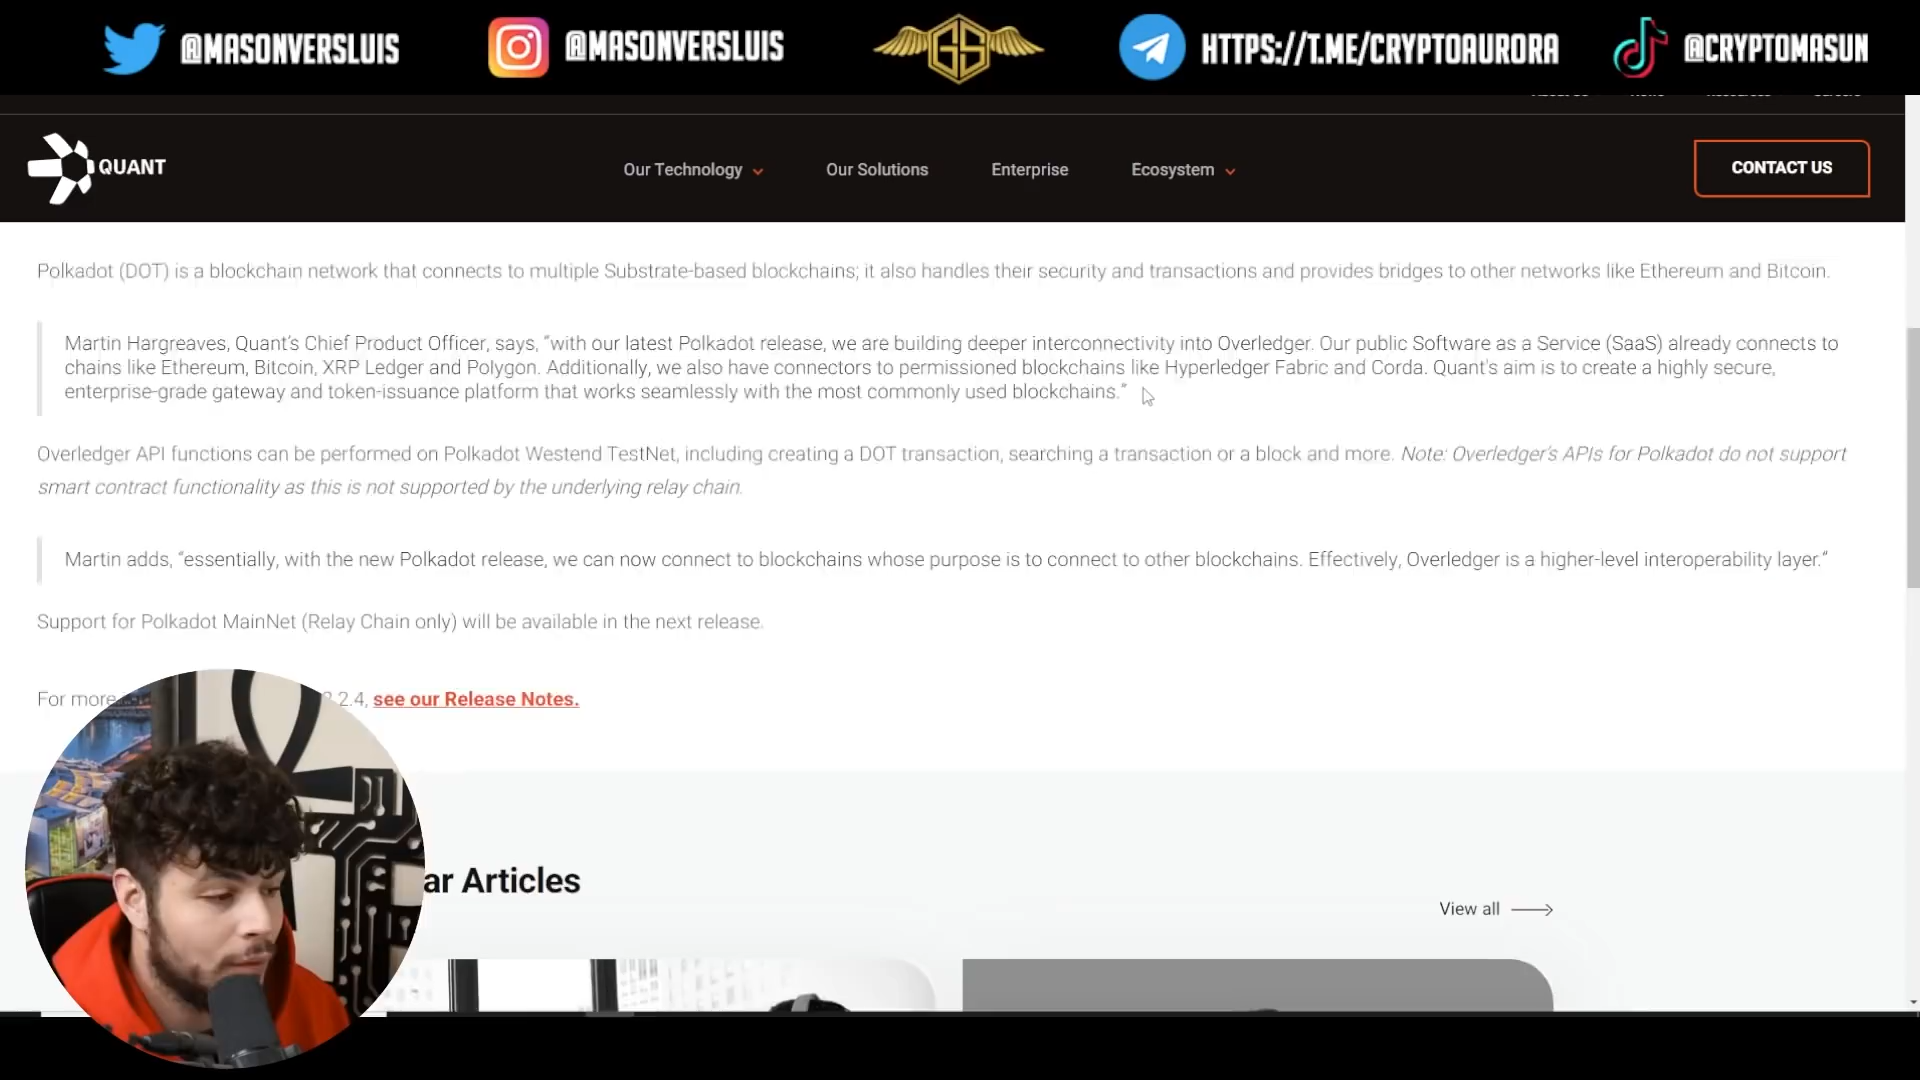 @MASONVERSLUIS
@MASONVERSLUIS
GS
HTTPS://T.ME/CRYPTOAURORA
@CRYPTOMASUN
QUANT
Our Technology
Our Solutions
Enterprise
Ecosystem
CONTACT US
Polkadot (DOT) is a blockchain network that connects to multiple Substrate-based blockchains; it also handles their security and transactions and provides bridges to other networks like Ethereum and Bitcoin.
Martin Hargreaves, Quant's Chief Product Officer, says, “with our latest Polkadot release, we are building deeper interconnectivity into Overledger. Our public Software as a Service (SaaS) already connects to
chains like Ethereum, Bitcoin, XRP Ledger and Polygon. Additionally, we also have connectors to permissioned blockchains like Hyperledger Fabric and Corda. Quant's aim is to create a highly secure,
enterprise-grade gateway and token-issuance platform that works seamlessly with the most commonly used blockchains.”
Overledger API functions can be performed on Polkadot Westend TestNet, including creating a DOT transaction, searching a transaction or a block and more. Note: Overledger's APIs for Polkadot do not support
smart contract functionality as this is not supported by the underlying relay chain.
Martin adds, “essentially, with the new Polkadot release, we can now connect to blockchains whose purpose is to connect to other blockchains. Effectively, Overledger is a higher-level interoperability layer.“
Support for Polkadot MainNet (Relay Chain only) will be available in the next release.
For more 2.4, see our Release Notes.
ar Articles
View all